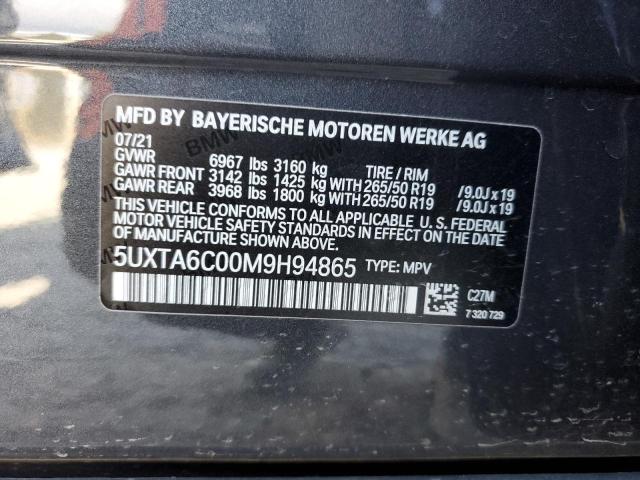 MFD BY BAYERISCHE MOTOREN WERKE AG
07/21
GVWR 6967 lbs 3160 kg TIRE / RIM
GAWR FRONT 3142 lbs 1425 kg WITH 265/50 R19 /9.0J x 19
GAWR REAR 3968 lbs 1800 kg WITH 265/50 R19 /9.0J x 19
THIS VEHICLE CONFORMS TO ALL APPLICABLE U. S. FEDERAL
MOTOR VEHICLE SAFETY STANDARDS IN EFFECT ON THE DATE OF MANUFACTURE
SHOWN ABOVE
5UXTA6C00M9H94865 TYPE: MPV
C27M
7 320 729